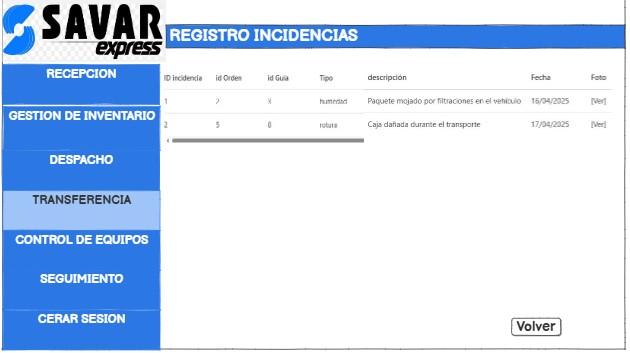 SAVAR
express
REGISTRO INCIDENCIAS
RECEPCION
GESTION DE INVENTARIO
DESPACHO
TRANSFERENCIA
CONTROL DE EQUIPOS
SEGUIMIENTO
CERAR SESION
ID incidencia id Orden id Guia Tipo descripción Fecha Foto
1 2 3 humedad Paquete mojado por filtraciones en el vehículo 16/04/2025 [Ver]
2 5 8 rotura Caja dañada durante el transporte 17/04/2025 [Ver]
Volver